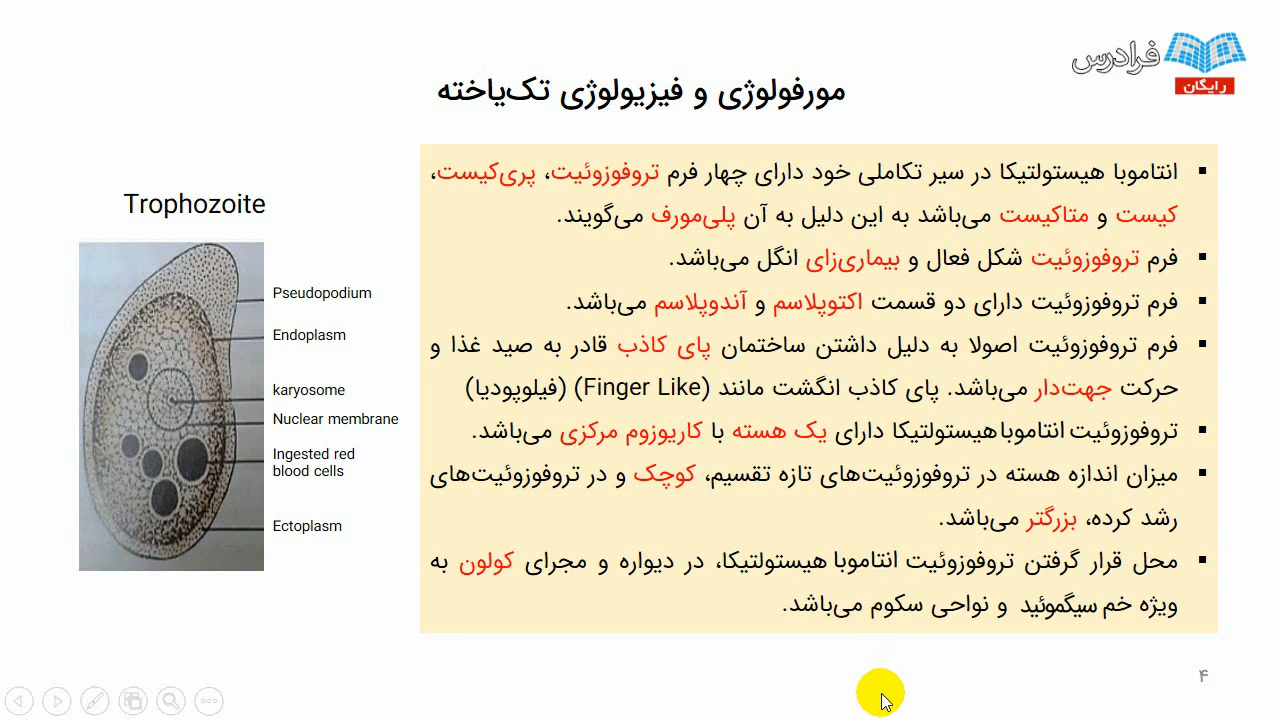 فرادرس
رایگان
مورفولوژی و فیزیولوژی تک‌یاخته
▪ انتاموبا هیستولتیکا در سیر تکاملی خود دارای چهار فرم تروفوزوئیت، پری‌کیست،
کیست و متاکیست می‌باشد به این دلیل به آن پلی‌مورف می‌گویند.
▪ فرم تروفوزوئیت شکل فعال و بیماری‌زای انگل می‌باشد.
▪ فرم تروفوزوئیت دارای دو قسمت اکتوپلاسم و آندوپلاسم می‌باشد.
▪ فرم تروفوزوئیت اصولا به دلیل داشتن ساختمان پای کاذب قادر به صید غذا و
حرکت جهت‌دار می‌باشد. پای کاذب انگشت مانند (Finger Like) (فیلوپودیا)
▪ تروفوزوئیت انتاموبا هیستولتیکا دارای یک هسته با کاریوزوم مرکزی می‌باشد.
▪ میزان اندازه هسته در تروفوزوئیت‌های تازه تقسیم، کوچک و در تروفوزوئیت‌های
رشد کرده، بزرگتر می‌باشد.
▪ محل قرار گرفتن تروفوزوئیت انتاموبا هیستولتیکا، در دیواره و مجرای کولون به
ویژه خم سیگموئید و نواحی سکوم می‌باشد.
Trophozoite
Pseudopodium
Endoplasm
karyosome
Nuclear membrane
Ingested red
blood cells
Ectoplasm
۴